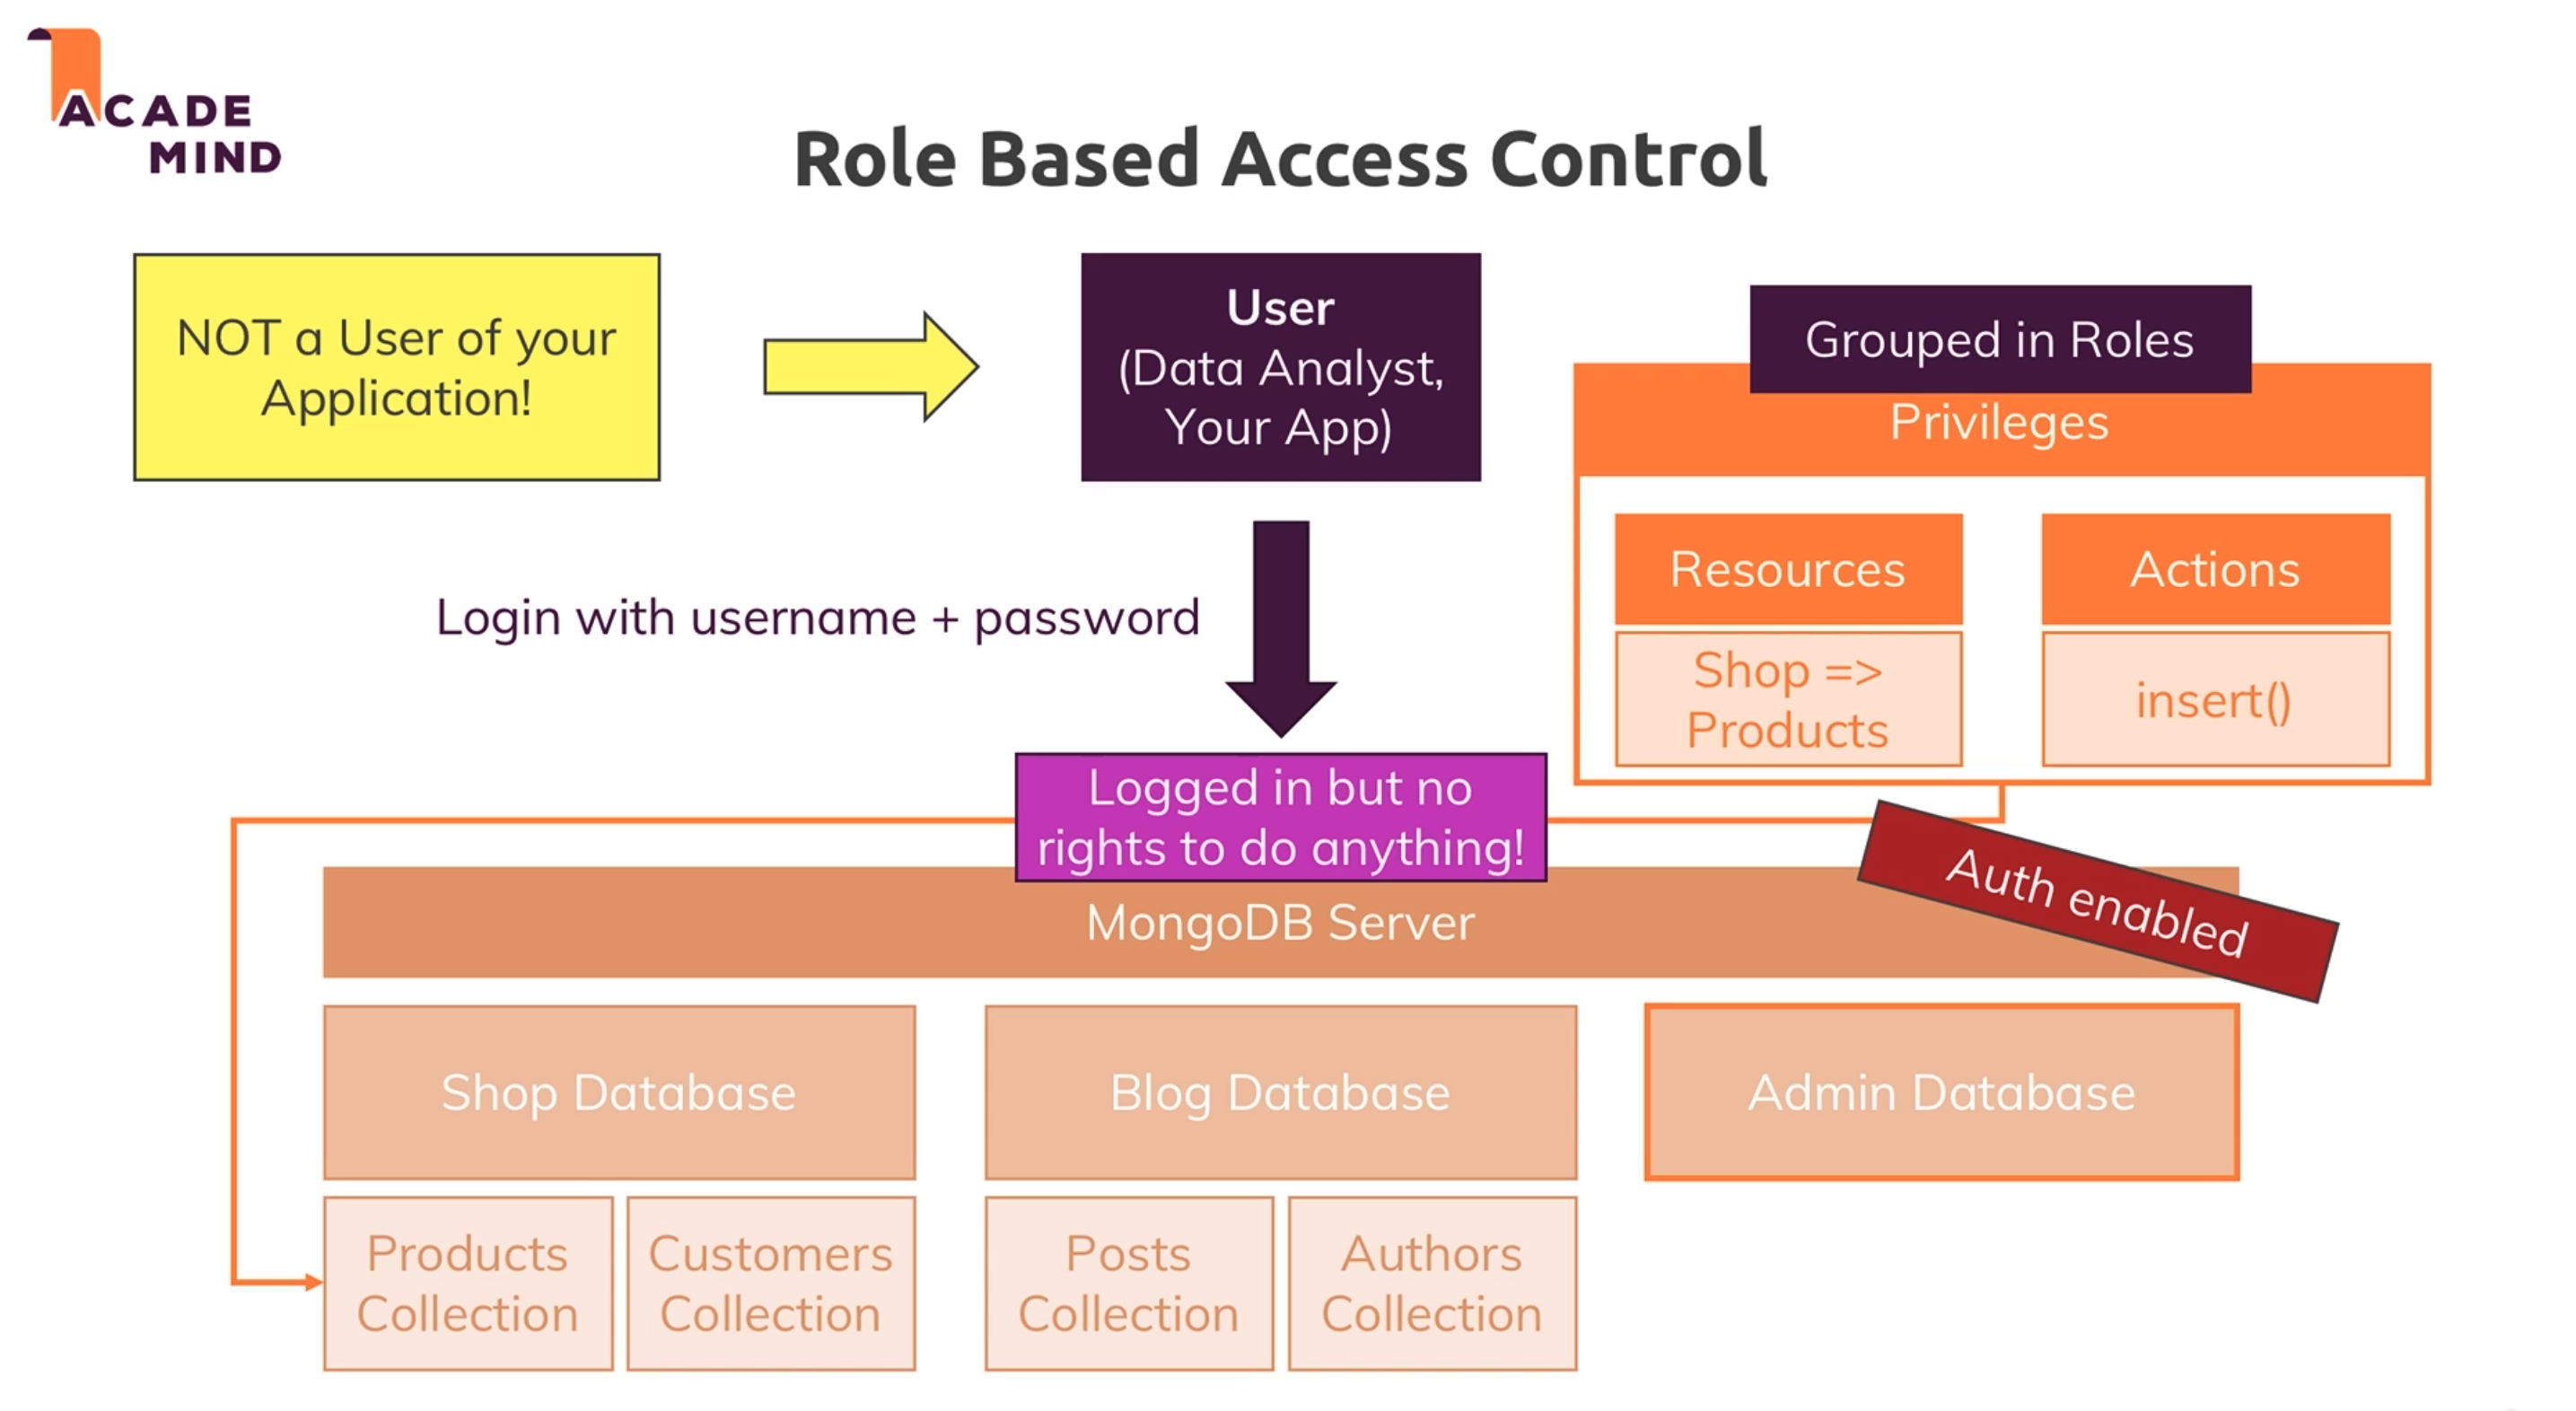 ACADE
MIND
Role Based Access Control
NOT a User of your
Application!
User
(Data Analyst,
Your App)
Grouped in Roles
Privileges
Resources
Actions
Shop =>
Products
insert()
Login with username + password
Logged in but no
rights to do anything!
Auth enabled
MongoDB Server
Shop Database
Blog Database
Admin Database
Products
Collection
Customers
Collection
Posts
Collection
Authors
Collection